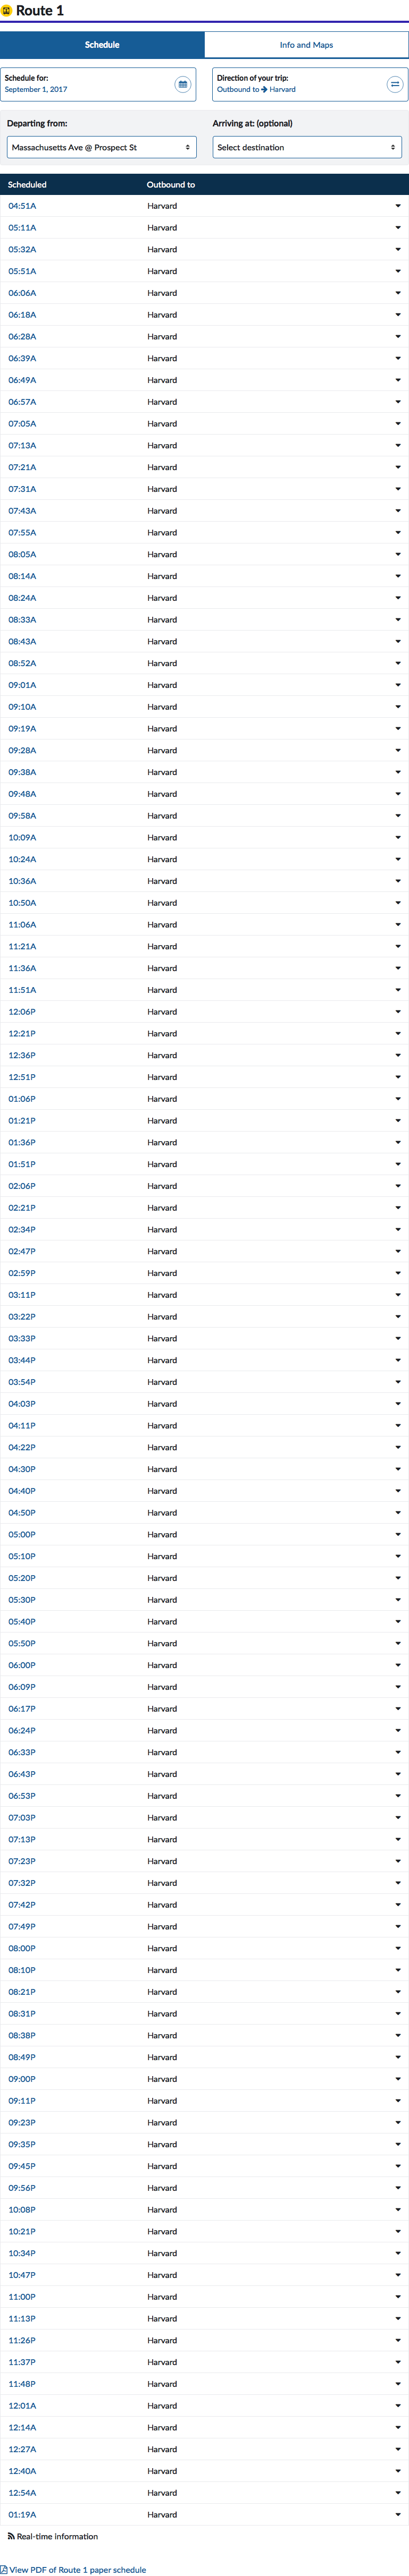 Route 1
Schedule Info and Maps
Schedule for: Direction of your trip:
September 1, 2017 Outbound to Harvard
Departing from: Arriving at: (optional)
Massachusetts Ave @ Prospect St Select destination
Scheduled Outbound to
04:51A Harvard
05:11A Harvard
05:32A Harvard
05:51A Harvard
06:06A Harvard
06:18A Harvard
06:28A Harvard
06:39A Harvard
06:49A Harvard
06:57A Harvard
07:05A Harvard
07:13A Harvard
07:21A Harvard
07:31A Harvard
07:43A Harvard
07:55A Harvard
08:05A Harvard
08:14A Harvard
08:24A Harvard
08:33A Harvard
08:43A Harvard
08:52A Harvard
09:01A Harvard
09:10A Harvard
09:19A Harvard
09:28A Harvard
09:38A Harvard
09:48A Harvard
09:58A Harvard
10:09A Harvard
10:24A Harvard
10:36A Harvard
10:50A Harvard
11:06A Harvard
11:21A Harvard
11:36A Harvard
11:51A Harvard
12:06P Harvard
12:21P Harvard
12:36P Harvard
12:51P Harvard
01:06P Harvard
01:21P Harvard
01:36P Harvard
01:51P Harvard
02:06P Harvard
02:21P Harvard
02:34P Harvard
02:47P Harvard
02:59P Harvard
03:11P Harvard
03:22P Harvard
03:33P Harvard
03:44P Harvard
03:54P Harvard
04:03P Harvard
04:11P Harvard
04:22P Harvard
04:30P Harvard
04:40P Harvard
04:50P Harvard
05:00P Harvard
05:10P Harvard
05:20P Harvard
05:30P Harvard
05:40P Harvard
05:50P Harvard
06:00P Harvard
06:09P Harvard
06:17P Harvard
06:24P Harvard
06:33P Harvard
06:43P Harvard
06:53P Harvard
07:03P Harvard
07:13P Harvard
07:23P Harvard
07:32P Harvard
07:42P Harvard
07:49P Harvard
08:00P Harvard
08:10P Harvard
08:21P Harvard
08:31P Harvard
08:38P Harvard
08:49P Harvard
09:00P Harvard
09:11P Harvard
09:23P Harvard
09:35P Harvard
09:45P Harvard
09:56P Harvard
10:08P Harvard
10:21P Harvard
10:34P Harvard
10:47P Harvard
11:00P Harvard
11:13P Harvard
11:26P Harvard
11:37P Harvard
11:48P Harvard
12:01A Harvard
12:14A Harvard
12:27A Harvard
12:40A Harvard
12:54A Harvard
01:19A Harvard
Real-time information
View PDF of Route 1 paper schedule